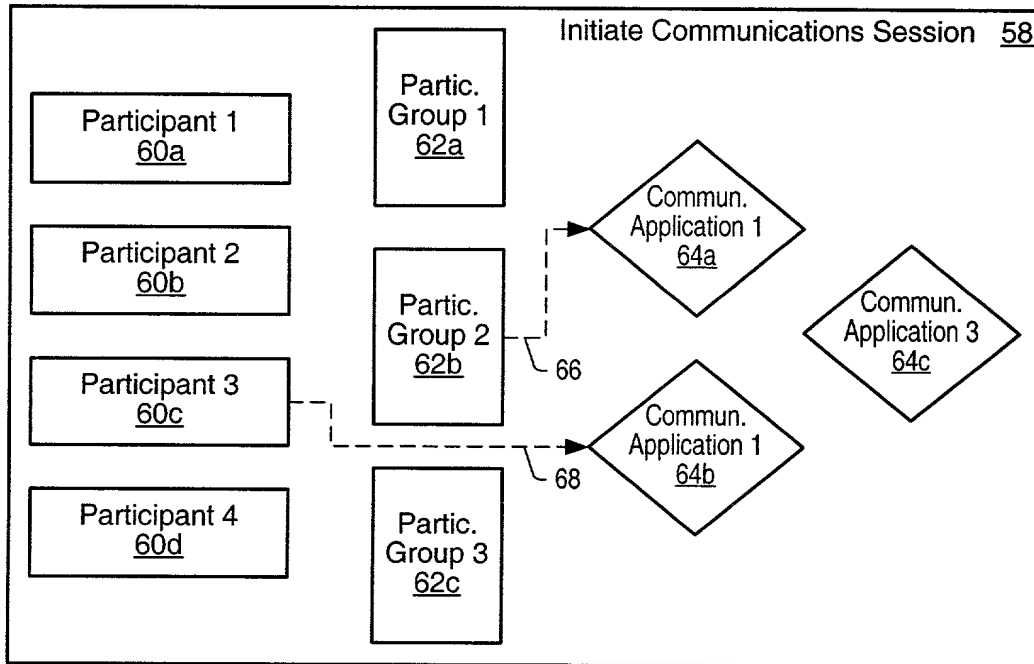 Initiate Communications Session 58
Participant 1
60a
Participant 2
60b
Participant 3
60c
Participant 4
60d
Partic.
Group 1
62a
Partic.
Group 2
62b
Partic.
Group 3
62c
Commun.
Application 1
64a
Commun.
Application 1
64b
Commun.
Application 3
64c
66
68